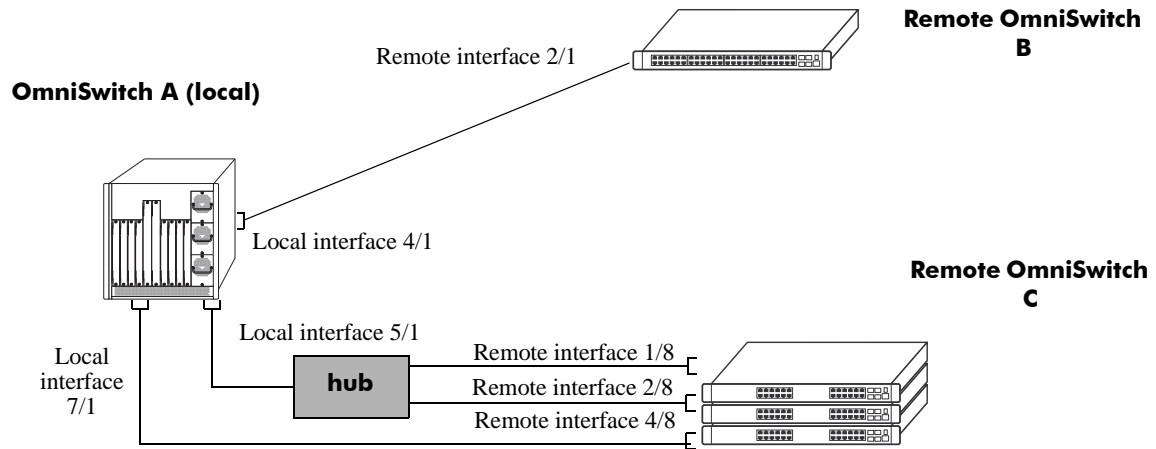 Remote OmniSwitch
B
Remote interface 2/1
OmniSwitch A (local)
Local interface 4/1
Remote OmniSwitch
C
Local interface 5/1
Local
interface
7/1
hub
Remote interface 1/8
Remote interface 2/8
Remote interface 4/8